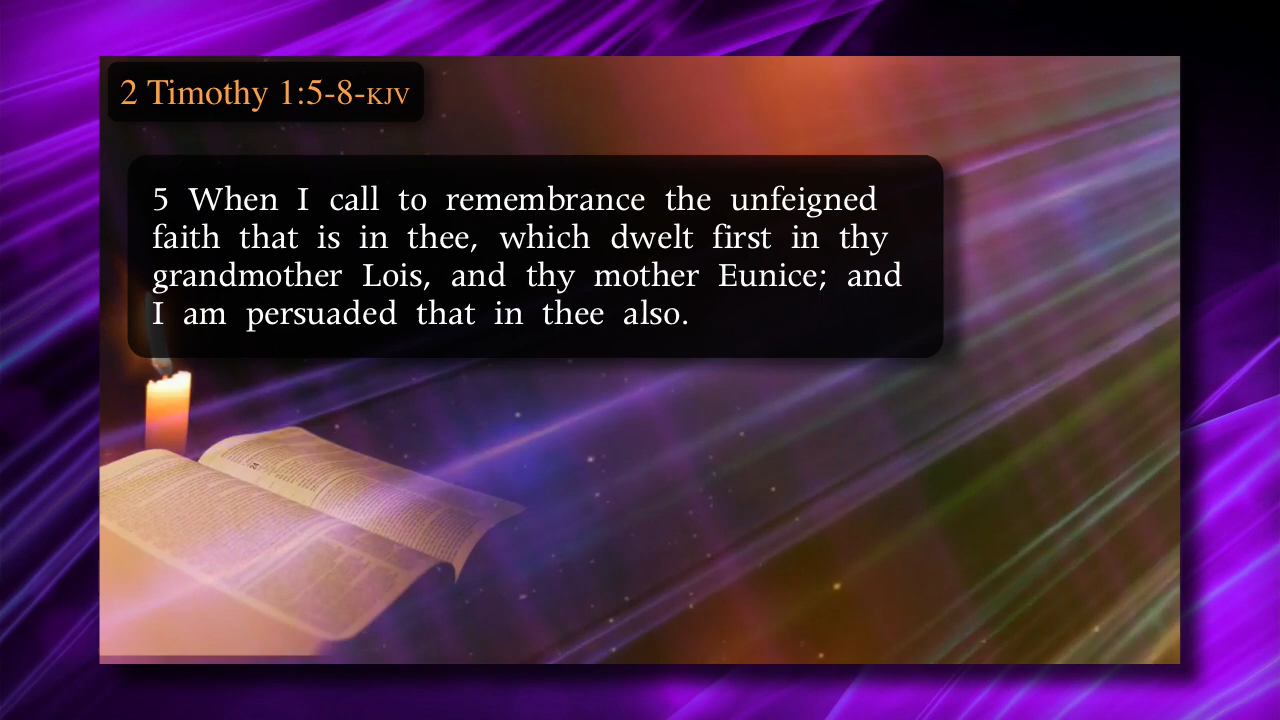 2 Timothy 1:5-8-KJV
5 When I call to remembrance the unfeigned
faith that is in thee, which dwelt first in thy
grandmother Lois, and thy mother Eunice; and
I am persuaded that in thee also.